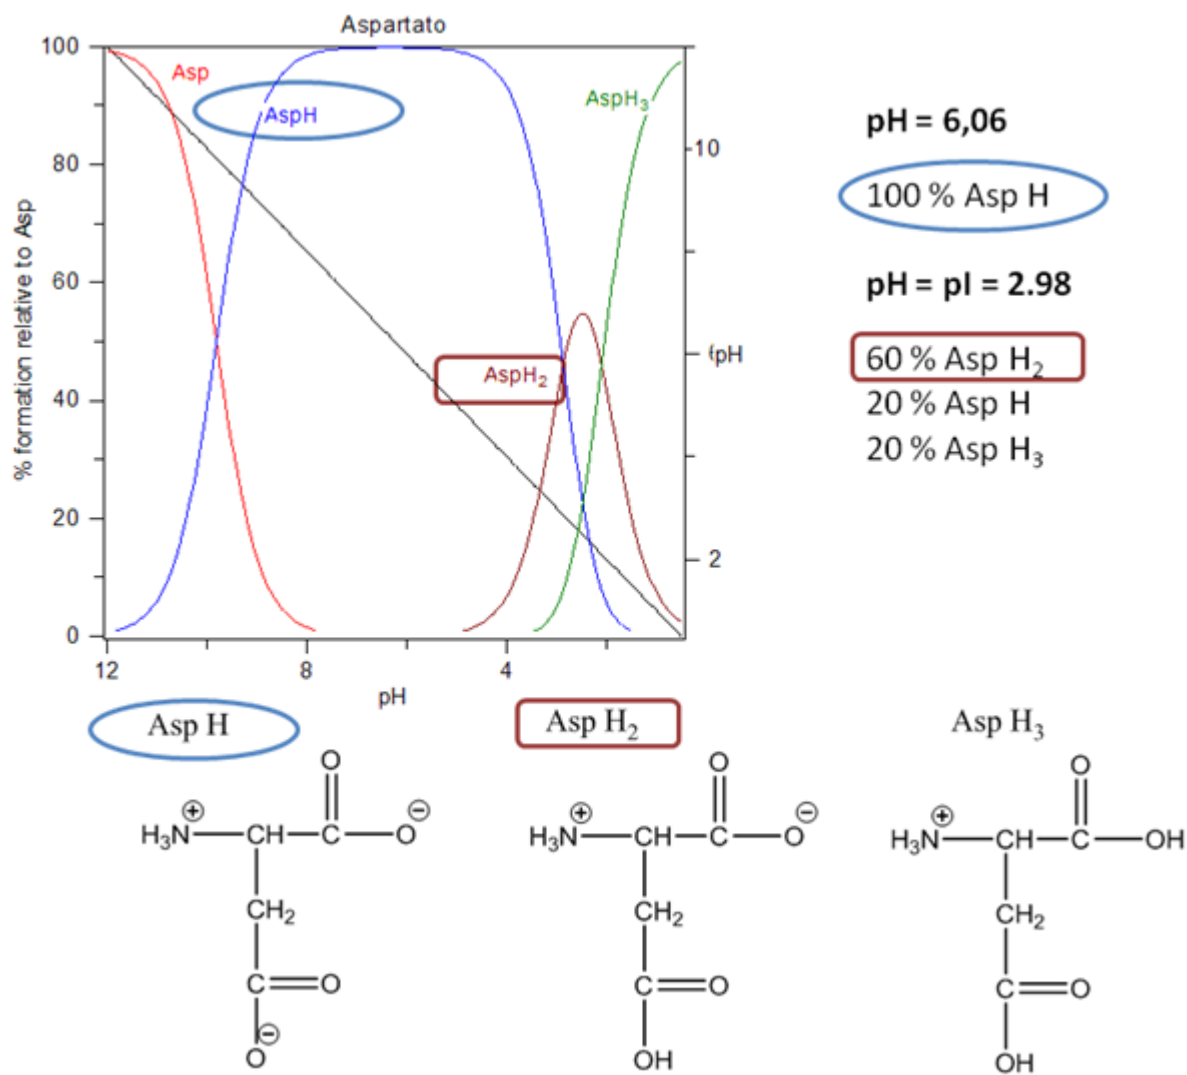 Aspartato
100
80
60
40
20
0
% formation relative to Asp
Asp
AspH
AspH₃
AspH₂
10
pH
2
12
8
4
pH
pH = 6,06
100 % Asp H
pH = pI = 2.98
60 % Asp H₂
20 % Asp H
20 % Asp H₃
Asp H
Asp H₂
Asp H₃
O
H₃N⊕ CH C O⊖
CH₂
C O
O⊖
O
H₃N⊕ CH C O⊖
CH₂
C O
OH
O
H₃N⊕ CH C OH
CH₂
C O
OH